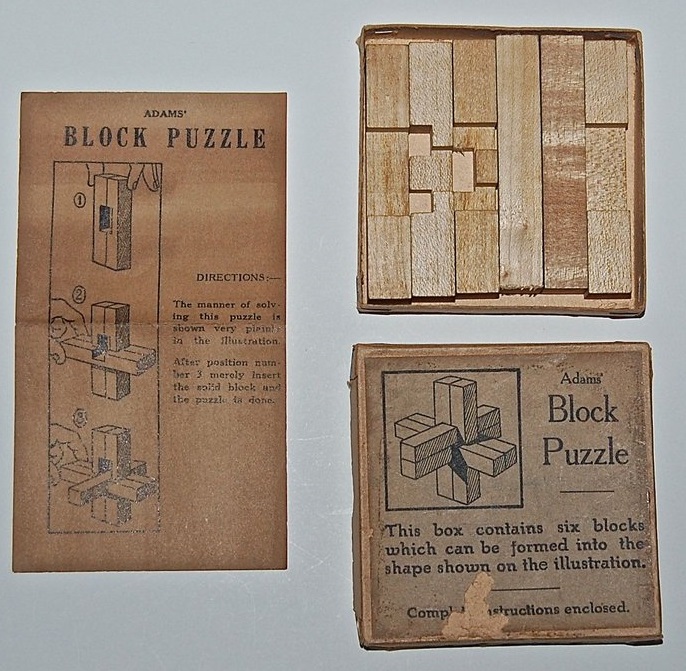 ADAMS'
BLOCK PUZZLE
1
2
3
DIRECTIONS:—
The manner of solv-
ing this puzzle is
shown very plainly
in the illustration.
After position num-
ber 3 merely insert
the solid block and
the puzzle is done.
Adams'
Block
Puzzle
This box contains six blocks
which can be formed into the
shape shown on the illustration.
enclosed.